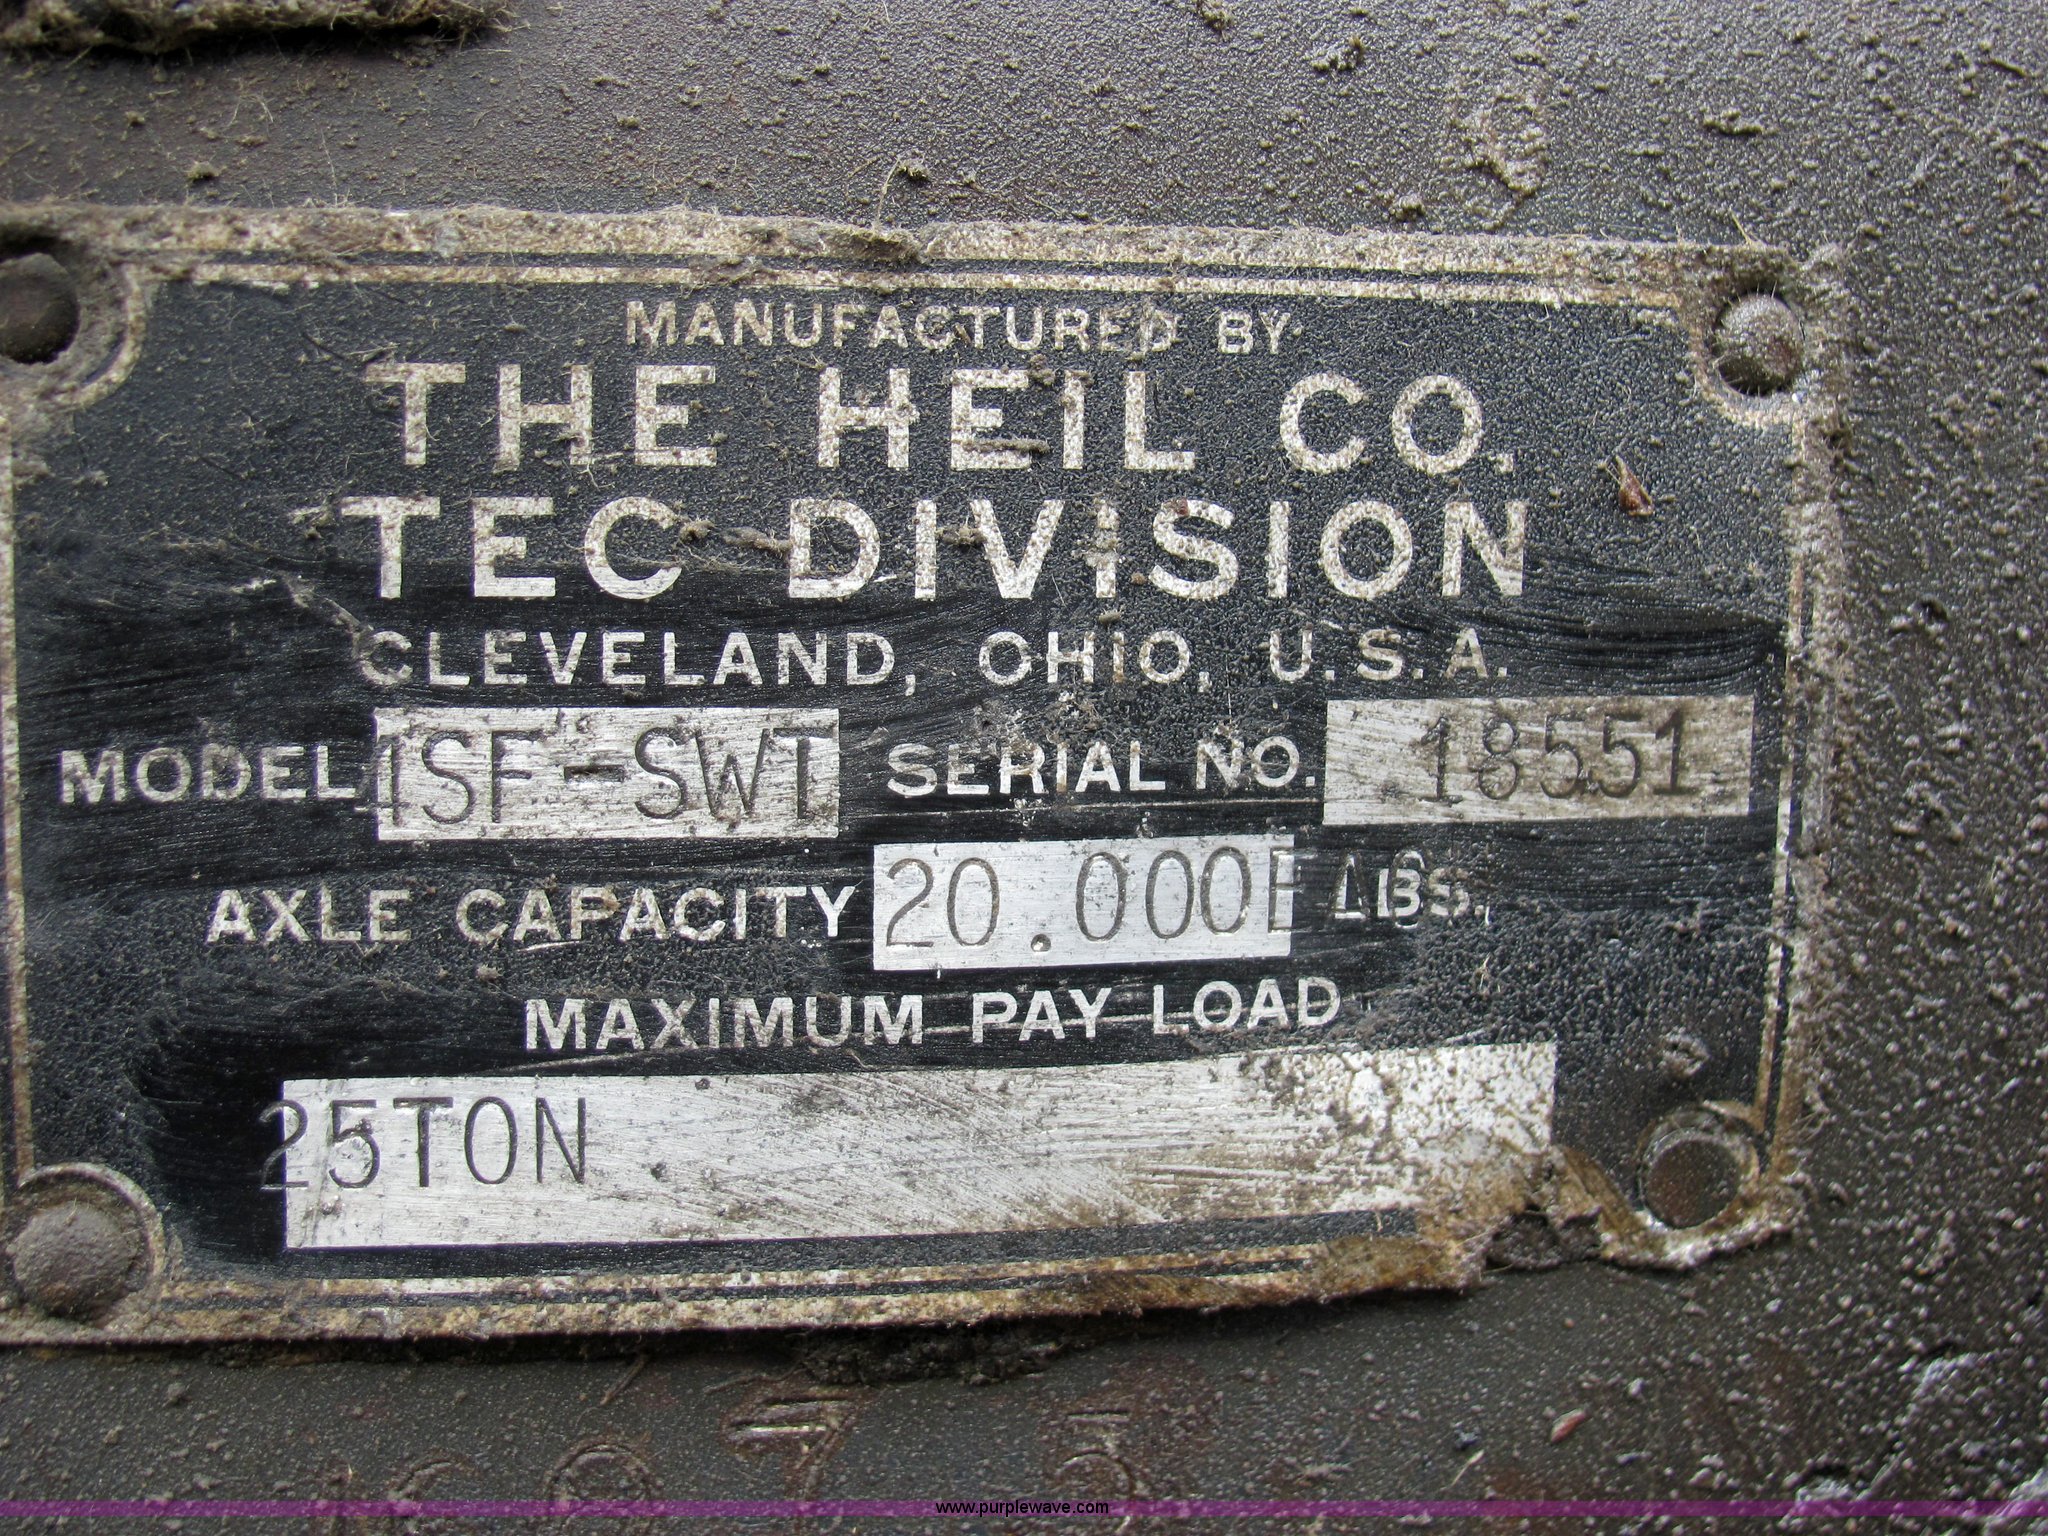 MANUFACTURED BY
THE HEIL CO.
TEC DIVISION
CLEVELAND, OHIO, U.S.A.
MODEL 1SF-SWT SERIAL NO. 18551
AXLE CAPACITY 20.000EA LBS.
MAXIMUM PAY LOAD
25TON
www.purplewave.com